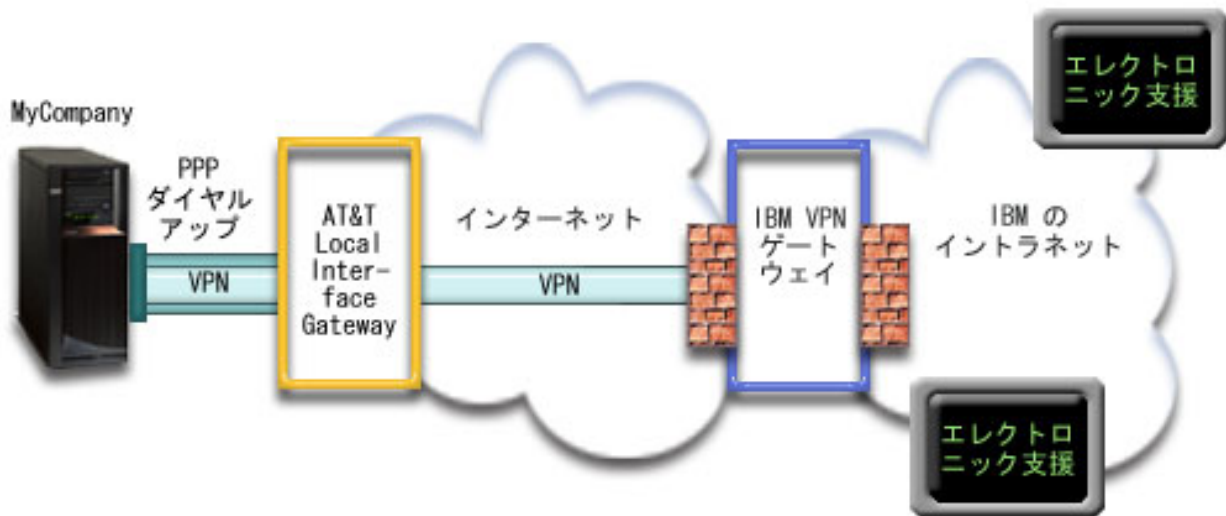 MyCompany
PPP
ダイヤル
アップ
VPN
AT&T
Local
Inter-
face
Gateway
インターネット
VPN
IBM VPN
ゲート
ウェイ
IBM の
イントラネット
エレクトロ
ニック支援
エレクトロ
ニック支援